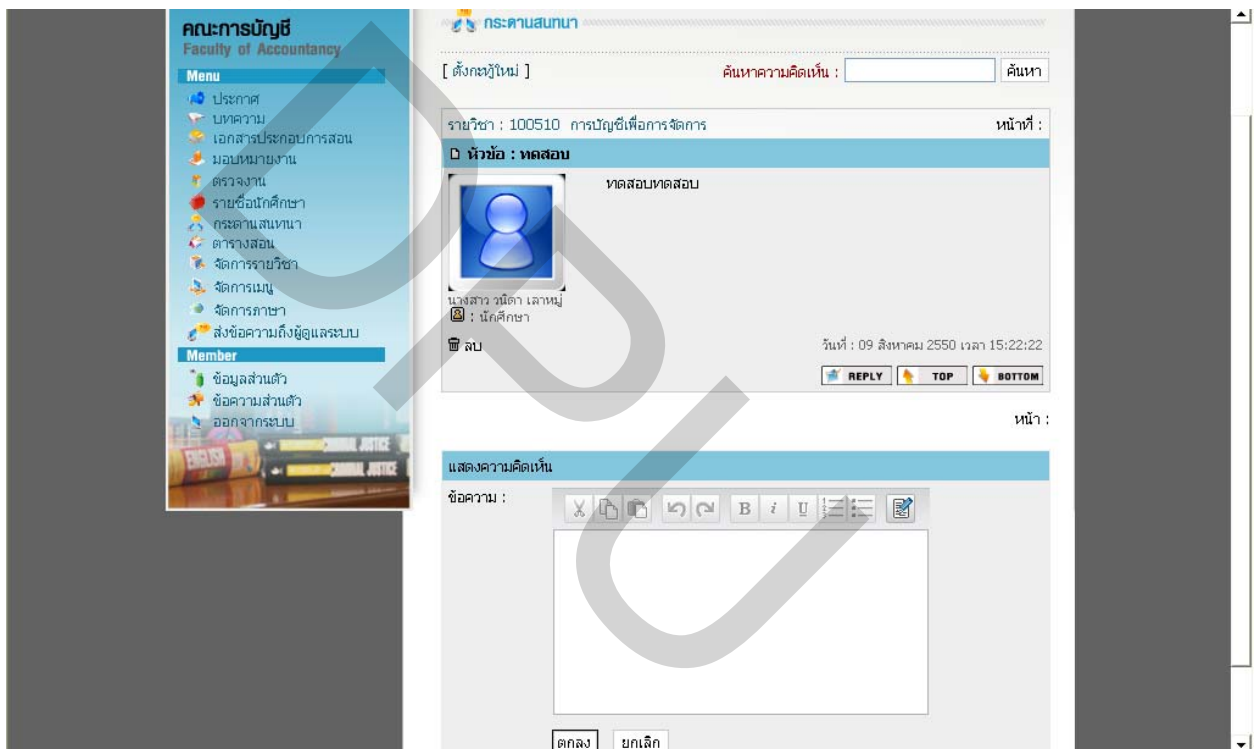 คณะการบัญชี
Faculty of Accountancy
Menu
ประกาศ
บทความ
เอกสารประกอบการสอน
มอบหมายงาน
ตรวจงาน
รายชื่อนักศึกษา
กระดานสนทนา
ตารางสอน
จัดการรายวิชา
จัดการเมนู
จัดการภาษา
ส่งข้อความถึงผู้ดูแลระบบ
Member
ข้อมูลส่วนตัว
ข้อความส่วนตัว
ออกจากระบบ
ENGLISH
CRIMINAL JUSTICE
CRIMINAL JUSTICE
กระดานสนทนา
[ ตั้งกระทู้ใหม่ ] ค้นหาความคิดเห็น : ค้นหา
รายวิชา : 100510 การบัญชีเพื่อการจัดการ หน้าที่ :
หัวข้อ : ทดสอบ
ทดสอบทดสอบ
นางสาว วนิดา เลาหมู่
: นักศึกษา
ลบ วันที่ : 09 สิงหาคม 2550 เวลา 15:22:22
REPLY TOP BOTTOM
หน้า :
แสดงความคิดเห็น
ข้อความ :
B i U
ตกลง ยกเลิก
DPU